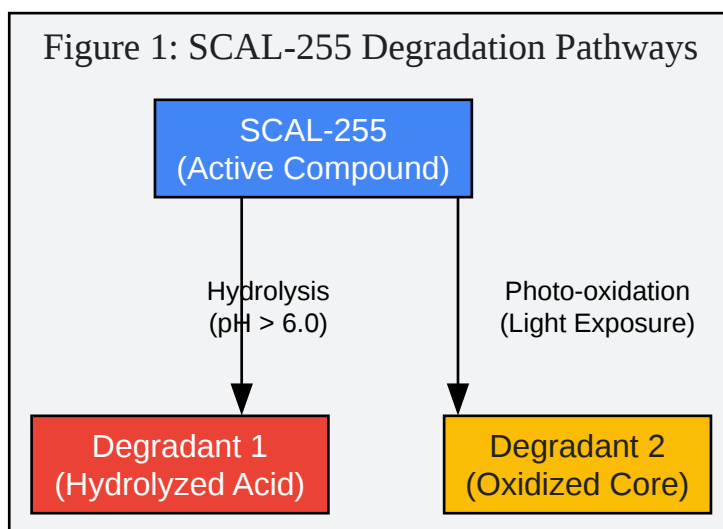 Figure 1: SCAL-255 Degradation Pathways
SCAL-255
(Active Compound)
Hydrolysis
(pH > 6.0)
Photo-oxidation
(Light Exposure)
Degradant 1
(Hydrolyzed Acid)
Degradant 2
(Oxidized Core)